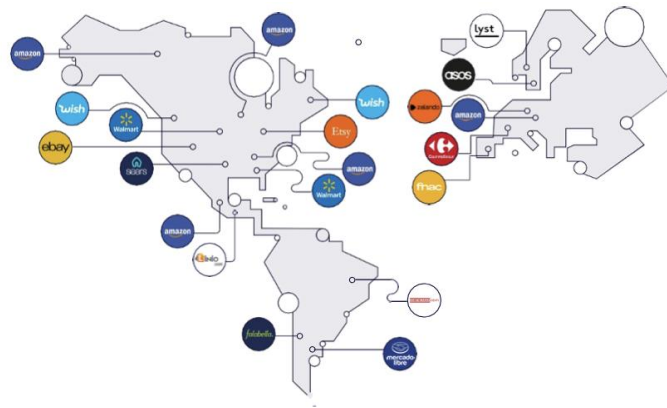 amazon
amazon
lyst
asos
wish
wish
zalando
amazon
Walmart
Etsy
ebay
Carrefour
sears
amazon
fnac
Walmart
amazon
linio
falabella
mercado
libre